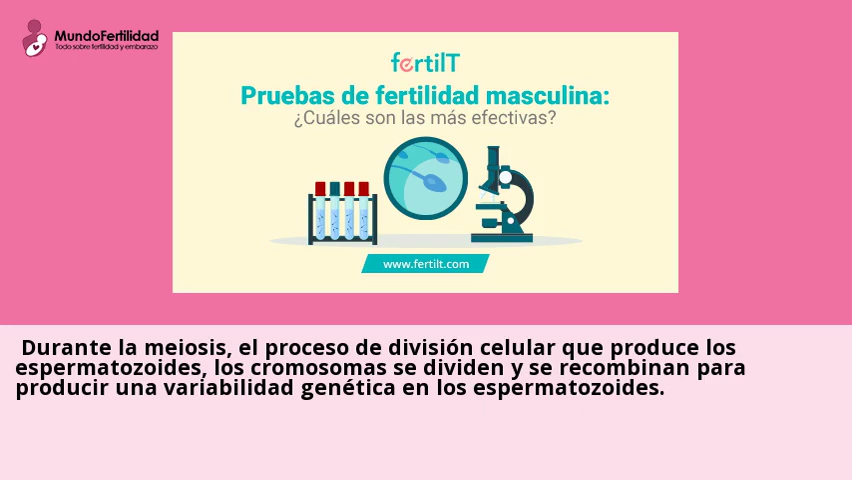 MundoFertilidad
Todo sobre fertilidad y embarazo
fertilT
Pruebas de fertilidad masculina:
¿Cuáles son las más efectivas?
www.fertilt.com
Durante la meiosis, el proceso de división celular que produce los
espermatozoides, los cromosomas se dividen y se recombinan para
producir una variabilidad genética en los espermatozoides.